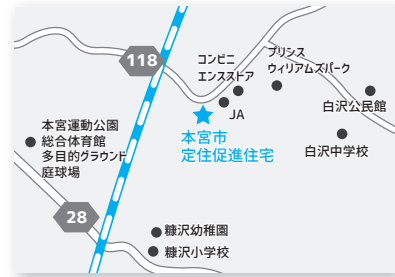 118
コンビニ
エンスストア
プリンス
ウィリアムズパーク
JA
白沢公民館
本宮市
定住促進住宅
白沢中学校
本宮運動公園
総合体育館
多目的グラウンド
庭球場
28
糠沢幼稚園
糠沢小学校